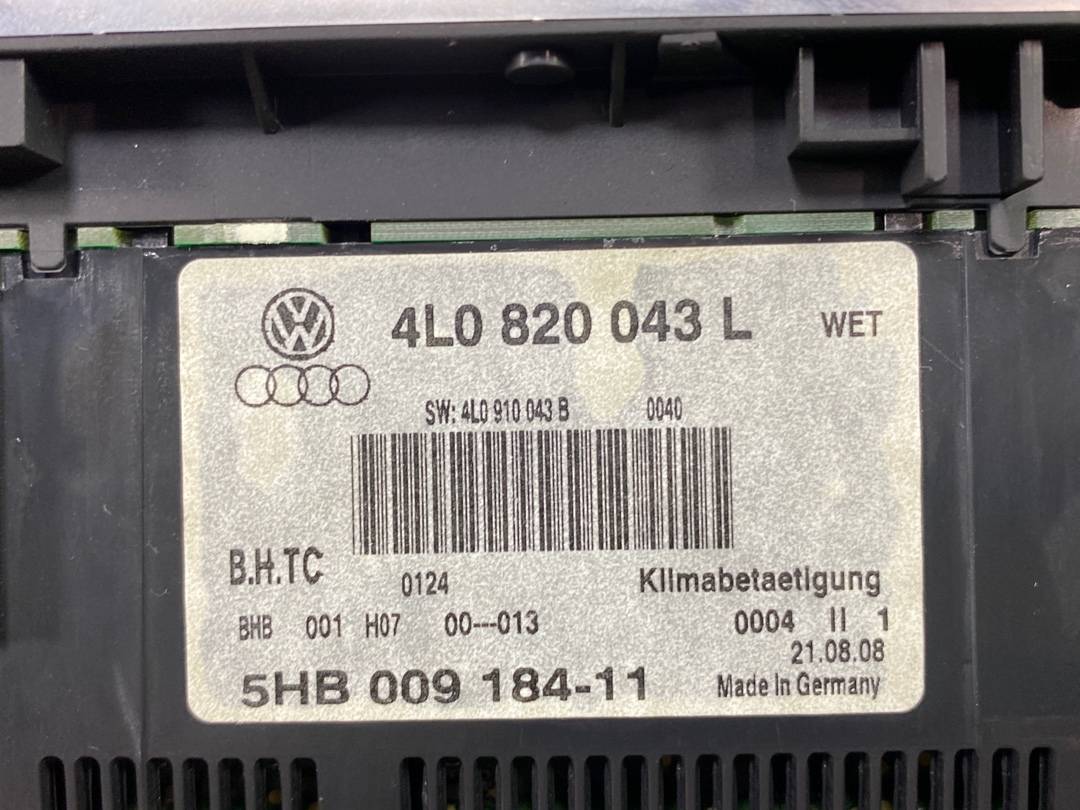 4L0 820 043 L WET
SW: 4L0 910 043 B 0040
B.H.TC 0124 Klimabetaetigung
BHB 001 H07 00---013 0004 II 1
21.08.08
5HB 009 184-11 Made In Germany